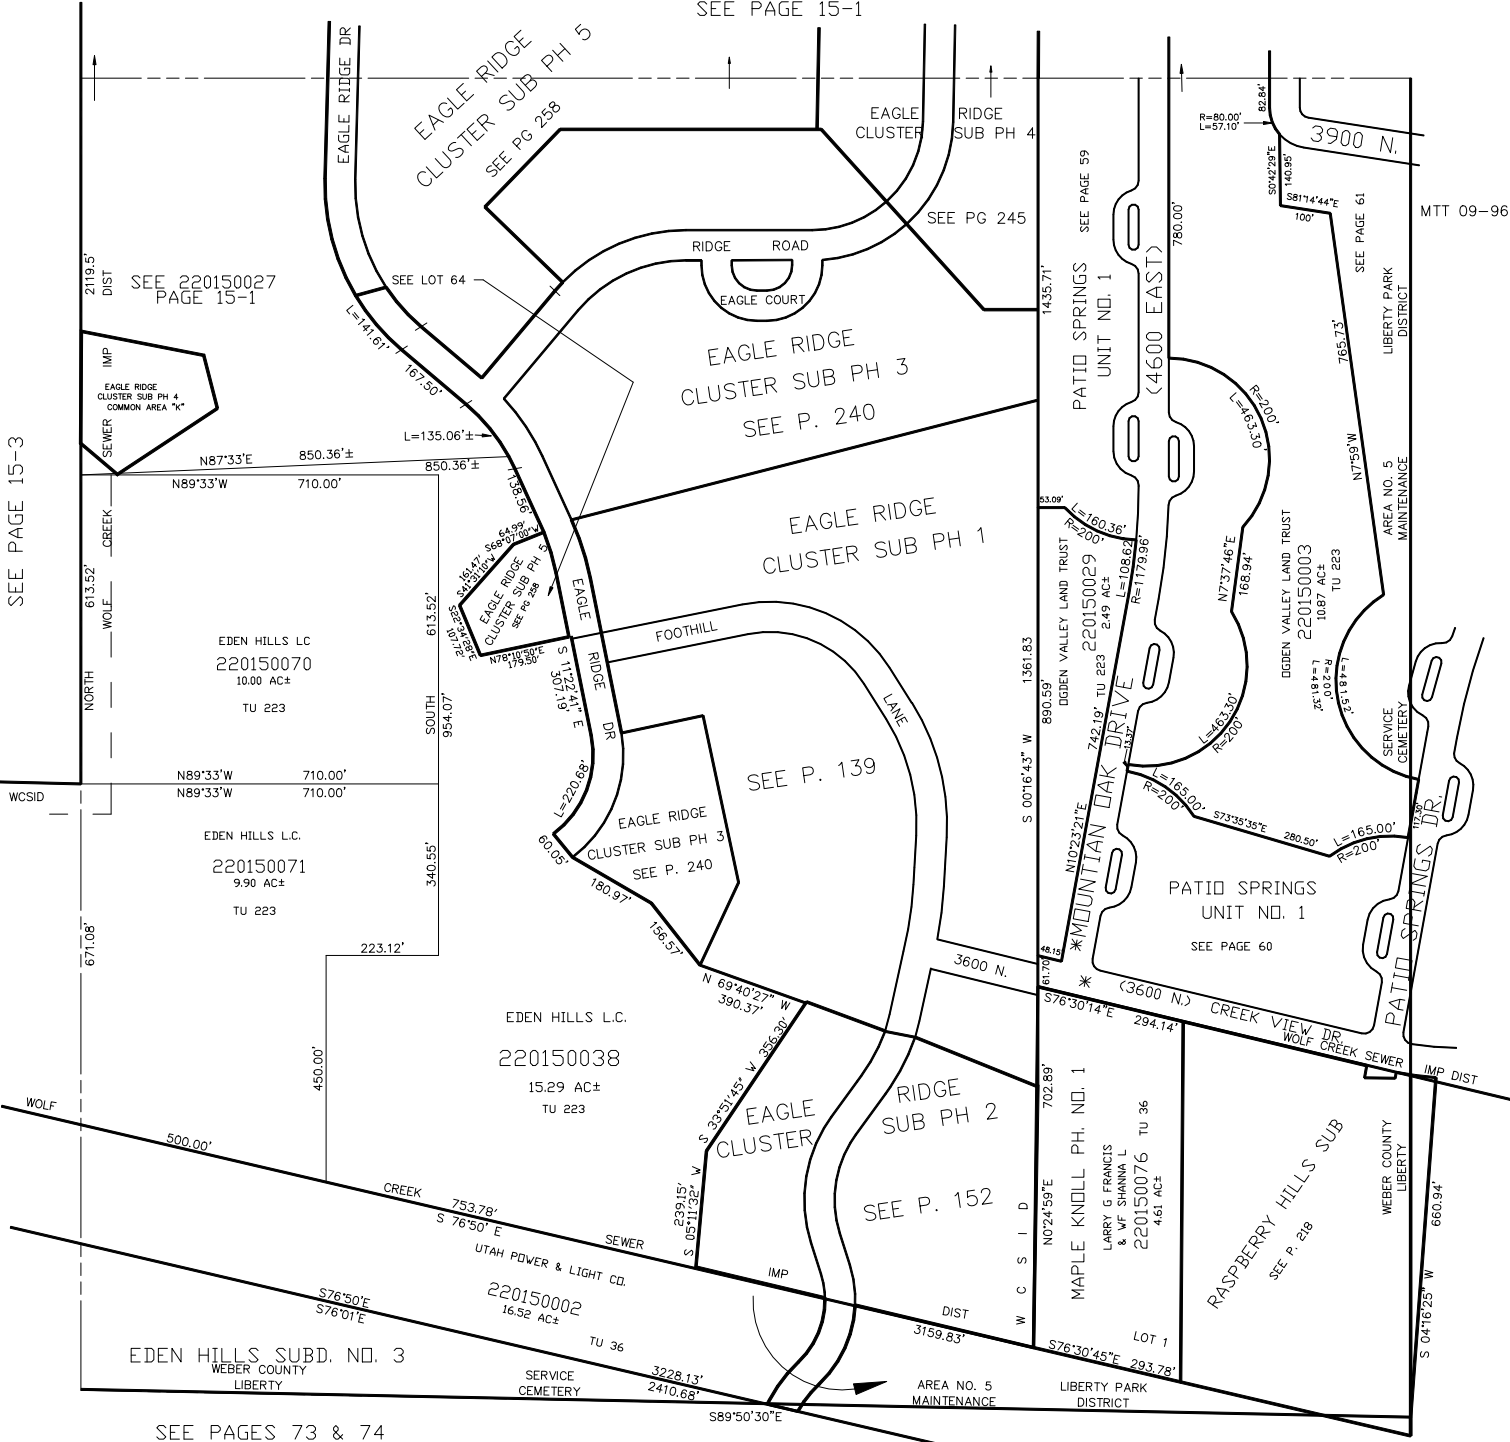 SEE PAGE 15-1
EAGLE RIDGE DR
EAGLE RIDGE
CLUSTER SUB PH 5
SEE PG 258
EAGLE RIDGE
CLUSTER SUB PH 4
SEE PG 245
SEE PAGE 59
R=80.00'
L=57.10'
82.84'
3900 N.
S0°42'29"E
140.95'
S81°14'44"E
100'
SEE PAGE 61
MTT 09-96
2119.5'
DIST
SEE 220150027
PAGE 15-1
SEE LOT 64
RIDGE ROAD
EAGLE COURT
1435.71'
PATIO SPRINGS
UNIT NO. 1
(4600 EAST)
780.00'
765.73'
N7°59'W
LIBERTY PARK
DISTRICT
L=141.61'
167.50'
L=135.06'±
138.56'
IMP
SEWER
EAGLE RIDGE
CLUSTER SUB PH 4
COMMON AREA "K"
EAGLE RIDGE
CLUSTER SUB PH 3
SEE P. 240
R=200'
L=463.30'
SEE PAGE 15-3
N87°33'E 850.36'±
850.36'±
N89°33'W 710.00'
CREEK
WOLF
NORTH
613.52'
613.52'
EAGLE RIDGE
CLUSTER SUB PH 1
53.09'
L=160.36'
R=200'
L=108.62'
R=1179.96'
AREA NO. 5
MAINTENANCE
64.99'
S68°07'00"W
161.47'
S41°31'10"W
S22°34'28"E
107.72'
EAGLE RIDGE
CLUSTER SUB PH 5
SEE PG 258
N78°10'50"E
179.50'
EAGLE
RIDGE
DR
FOOTHILL
LANE
OGDEN VALLEY LAND TRUST
220150029
2.49 AC±
TU 223
N7°37'46"E
168.94'
OGDEN VALLEY LAND TRUST
220150003
10.87 AC±
TU 223
EDEN HILLS LC
220150070
10.00 AC±
TU 223
SOUTH
954.07'
S 11°22'41" E
307.19'
1361.83
890.59'
S 00°16'43" W
742.19'
13.37'
N10°23'21"E
*MOUNTIAN OAK DRIVE
L=463.30'
R=200'
L=481.52'
R=200'
L=481.32'
SERVICE
CEMETERY
N89°33'W 710.00'
N89°33'W 710.00'
WCSID
EDEN HILLS L.C.
220150071
9.90 AC±
TU 223
340.55'
671.08'
223.12'
L=220.68'
60.05'
180.97'
156.57'
EAGLE RIDGE
CLUSTER SUB PH 3
SEE P. 240
SEE P. 139
L=165.00'
R=200'
S73°35'35"E 280.50'
L=165.00'
R=200'
117.30'
PATIO SPRINGS
UNIT NO. 1
SEE PAGE 60
PATIO SPRINGS DR.
48.15
61.70'
3600 N.
*
(3600 N.) CREEK VIEW DR.
N 69°40'27" W
390.37'
S76°30'14"E 294.14'
WOLF CREEK SEWER IMP DIST
EDEN HILLS L.C.
220150038
15.29 AC±
TU 223
450.00'
S 33°51'45" W 356.30'
EAGLE RIDGE
CLUSTER SUB PH 2
SEE P. 152
702.89'
N0°24'59"E
MAPLE KNOLL PH. NO. 1
LARRY G FRANCIS
& WF SHANNA L
220150076 TU 36
4.61 AC±
LOT 1
RASPBERRY HILLS SUB
SEE P. 218
WEBER COUNTY
LIBERTY
660.94'
S 04°16'25" W
WOLF
500.00'
CREEK
753.78'
S 76°50' E
SEWER
239.15'
S 05°11'32" W
IMP
DIST
3159.83'
W C S I D
S76°30'45"E 293.78'
UTAH POWER & LIGHT CO.
220150002
16.52 AC±
TU 36
S76°50'E
S76°01'E
EDEN HILLS SUBD. NO. 3
WEBER COUNTY
LIBERTY
SERVICE
CEMETERY
3228.13'
2410.68'
S89°50'30"E
AREA NO. 5
MAINTENANCE
LIBERTY PARK
DISTRICT
SEE PAGES 73 & 74